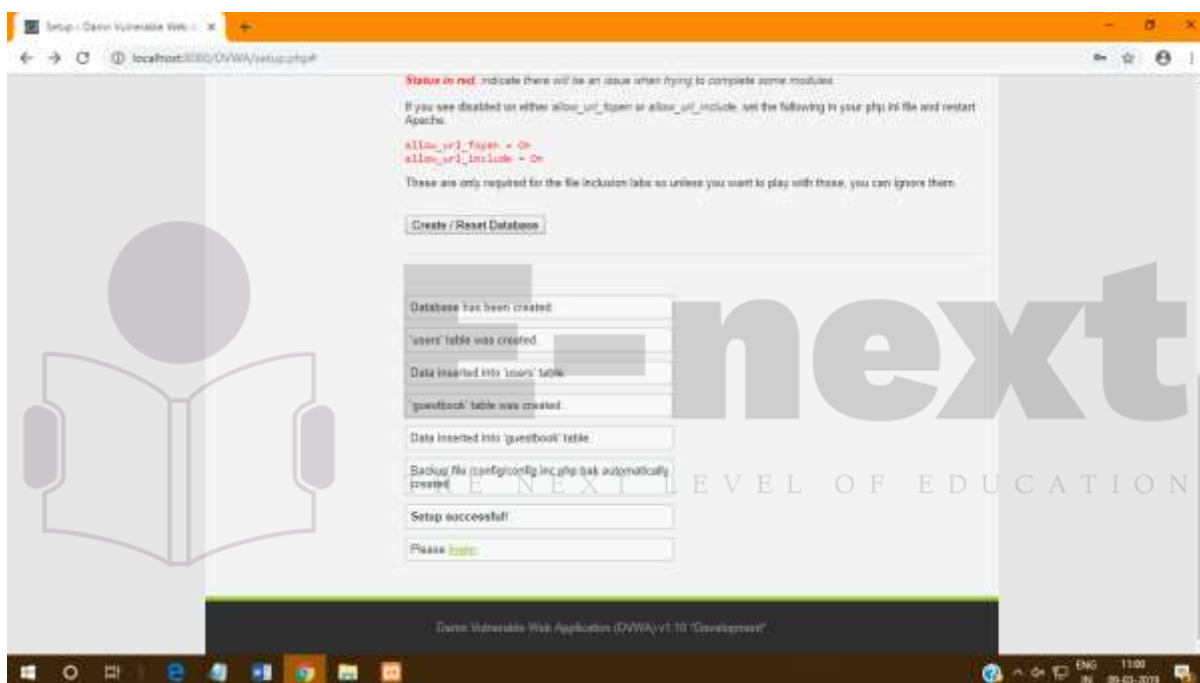 Setup :: Damn Vulnerable Web
localhost:8080/DVWA/setup.php#
Status in red, indicate there will be an issue when trying to complete some modules.
If you see disabled on either allow_url_fopen or allow_url_include, set the following in your php.ini file and restart
Apache.
allow_url_fopen = On
allow_url_include = On
These are only required for the file inclusion labs so unless you want to play with those, you can ignore them.
Create / Reset Database
Database has been created.
'users' table was created.
Data inserted into 'users' table.
'guestbook' table was created.
Data inserted into 'guestbook' table.
Backup file /config/config.inc.php.bak automatically
created
Setup successful!
Please login.
E-next
THE NEXT LEVEL OF EDUCATION
Damn Vulnerable Web Application (DVWA) v1.10 *Development*
ENG
IN
11:00
09-03-2019